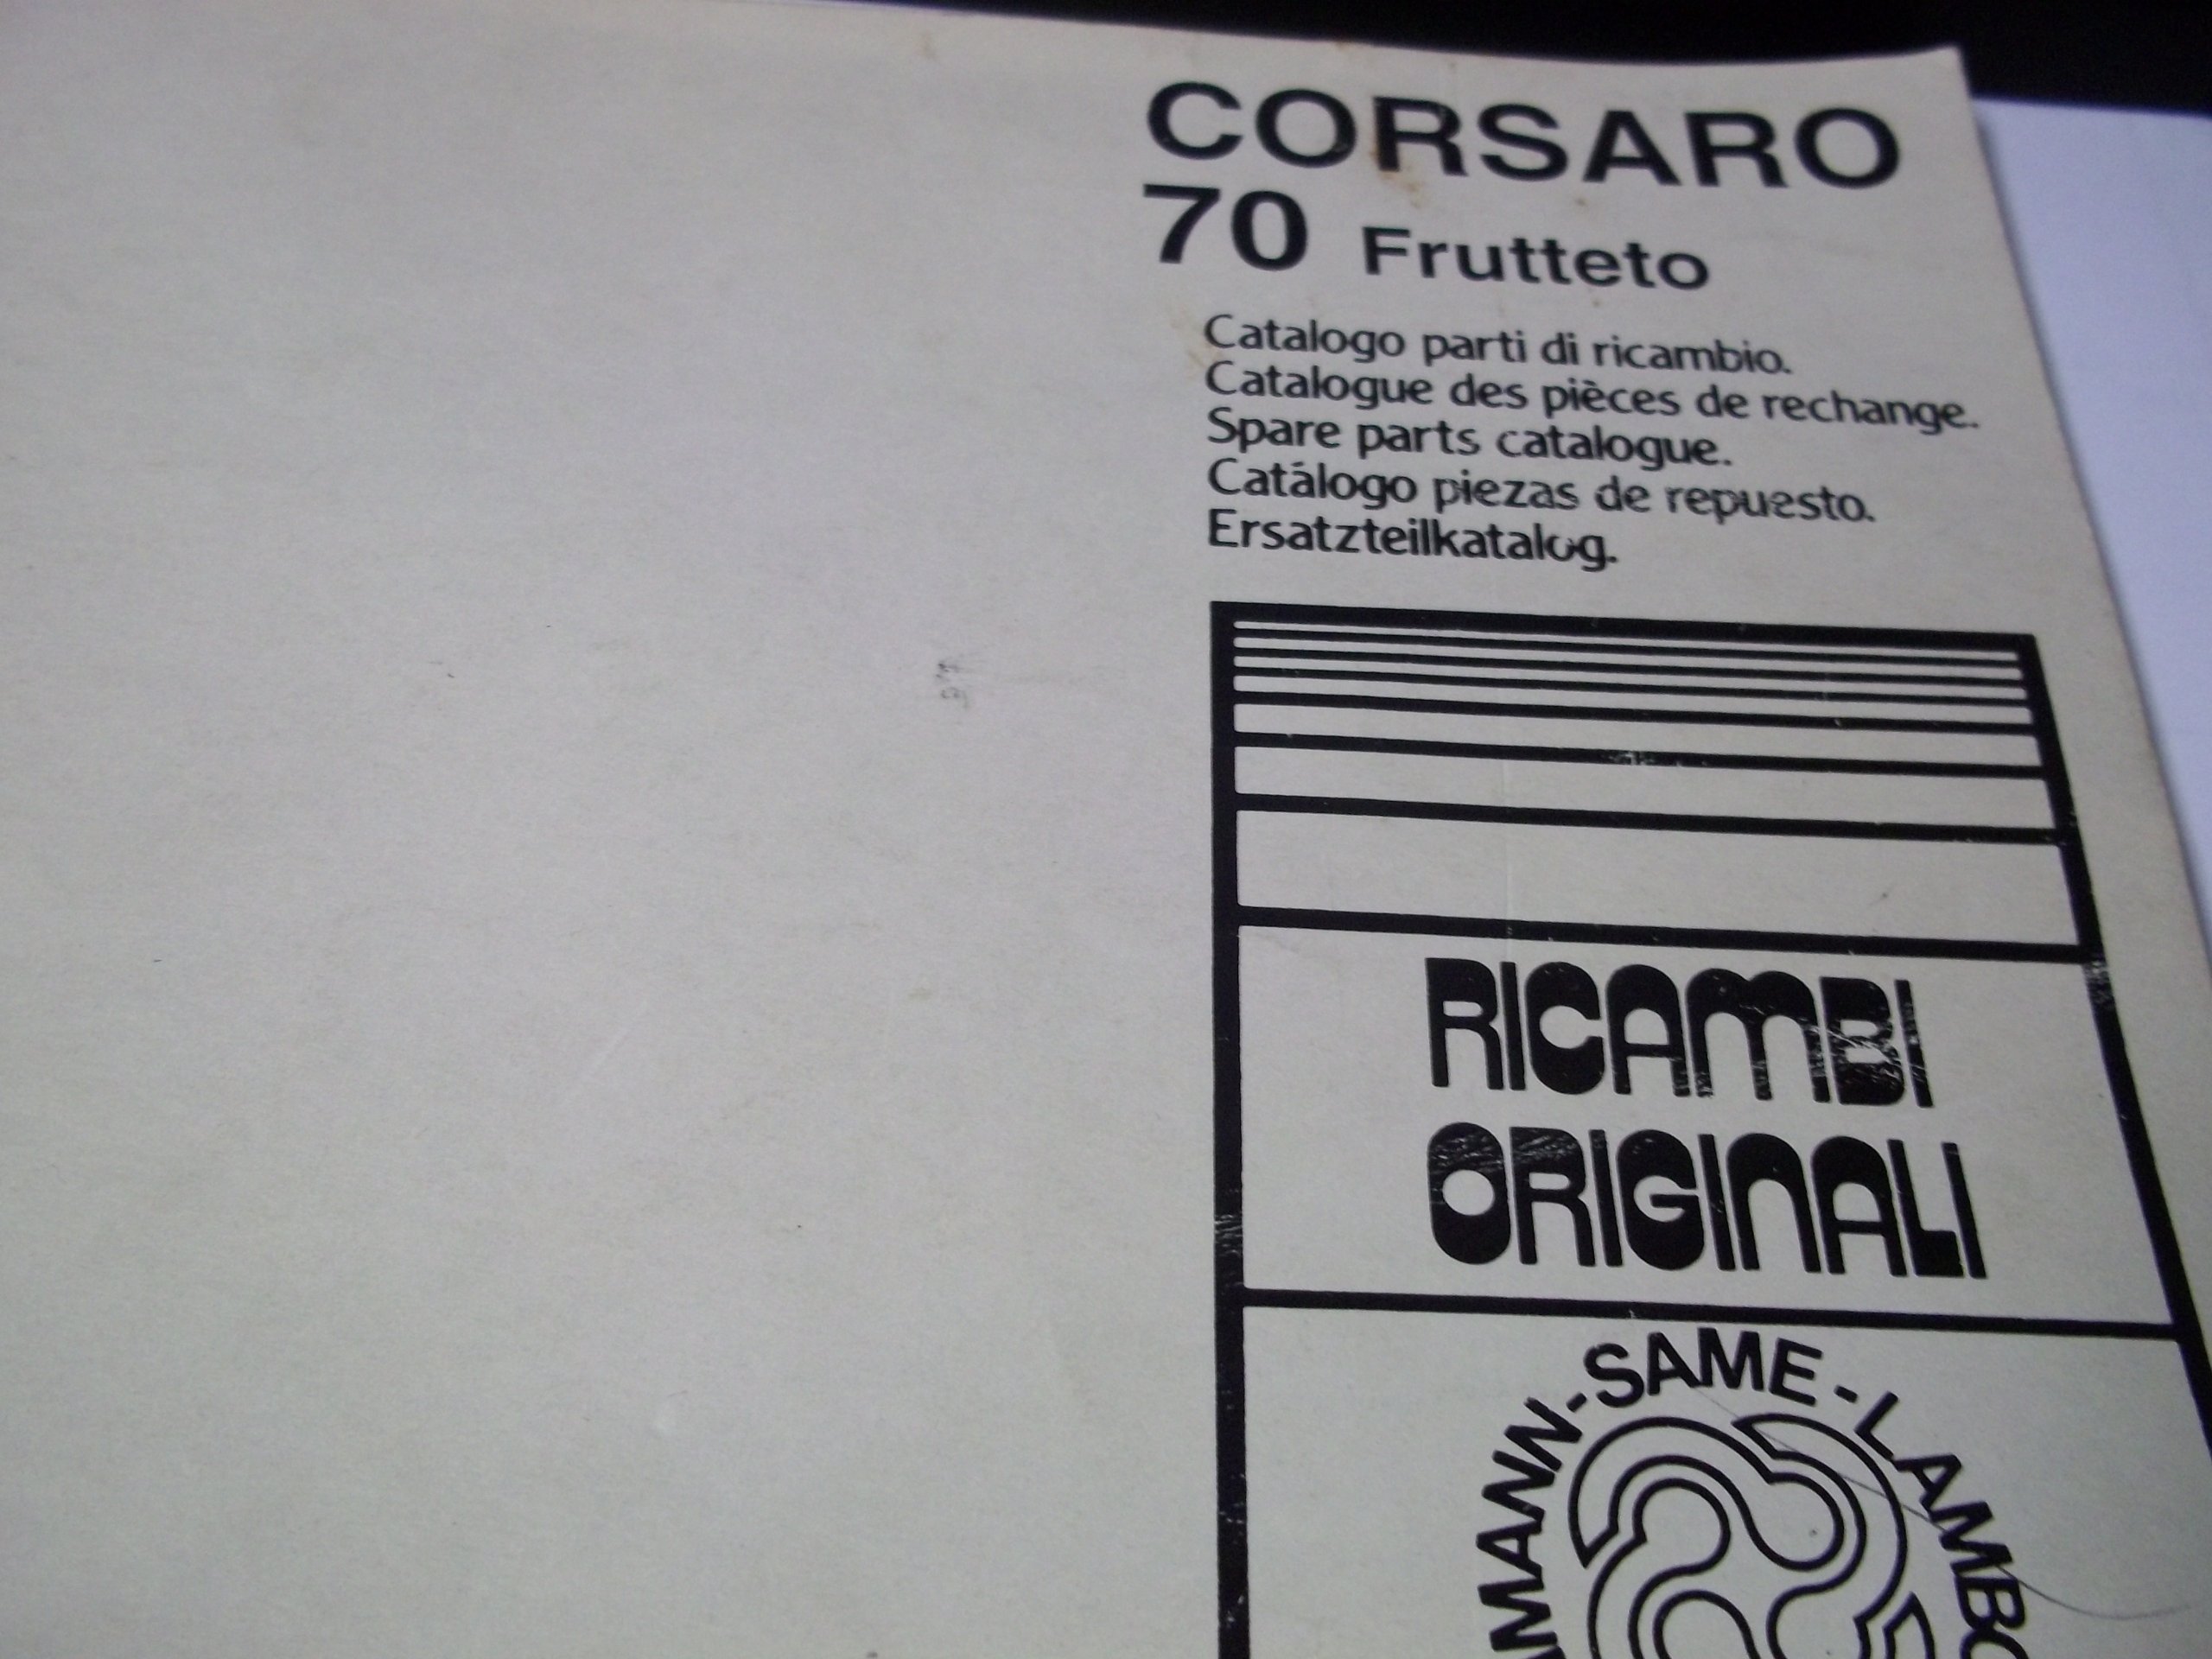 CORSARO
70 Frutteto
Catalogo parti di ricambio.
Catalogue des pièces de rechange.
Spare parts catalogue.
Catálogo piezas de repuesto.
Ersatzteilkatalog.
RICAMBI
ORIGINALI
MANN-SAME-LAMBO